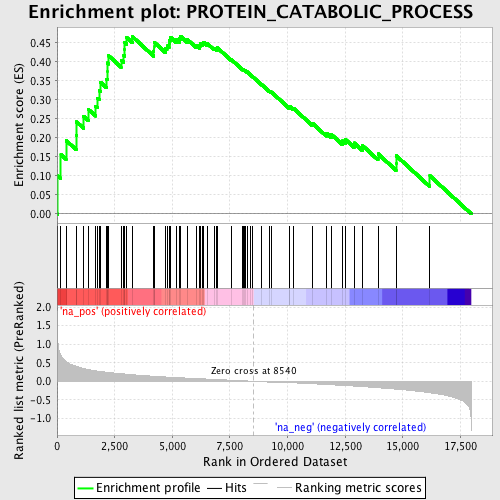 Enrichment plot: PROTEIN_CATABOLIC_PROCESS
Enrichment score (ES)
0.45
0.40
0.35
0.30
0.25
0.20
0.15
0.10
0.05
0.00
Ranked list metric (PreRanked)
2.0
1.5
1.0
0.5
0.0
-0.5
-1.0
'na_pos' (positively correlated)
Zero cross at 8540
'na_neg' (negatively correlated)
0 2,500 5,000 7,500 10,000 12,500 15,000 17,500
Rank in Ordered Dataset
Enrichment profile Hits Ranking metric scores